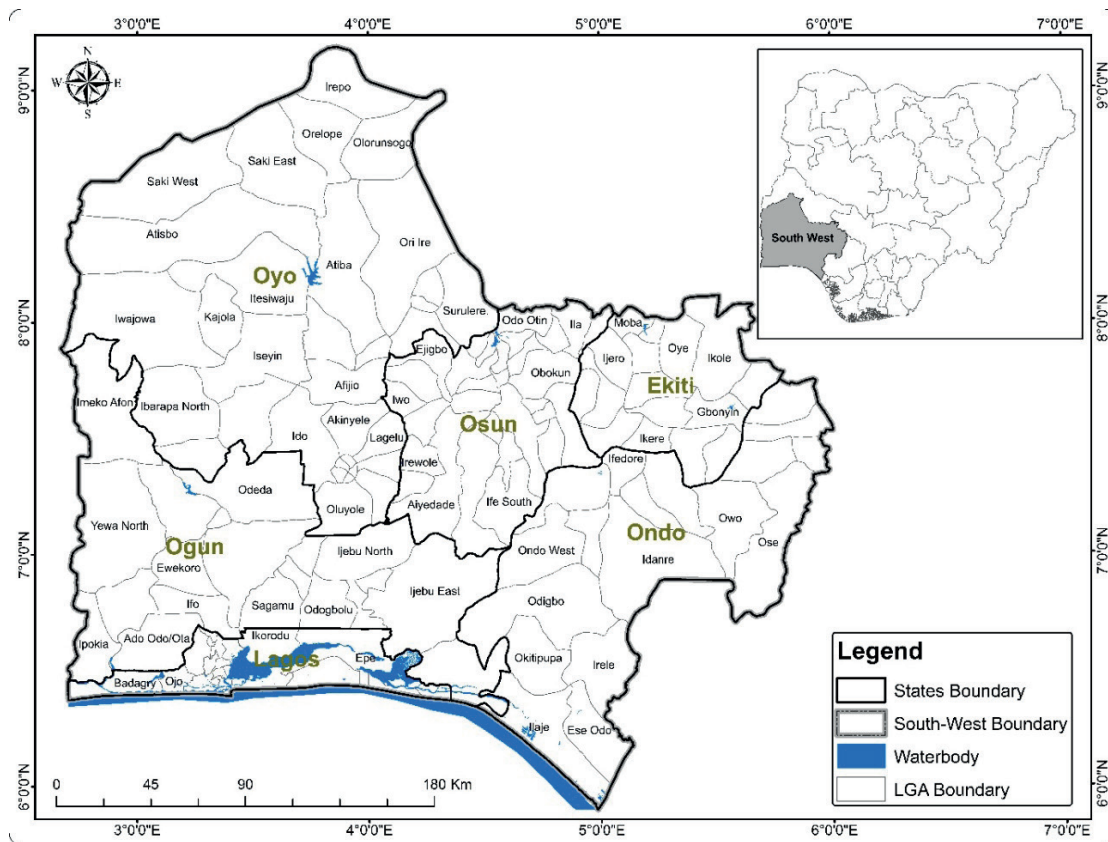 3°0'0"E 4°0'0"E 5°0'0"E 6°0'0"E 7°0'0"E
N
W E
S
9°0'0"N 9°0'0"N
Irepo
Orelope
Olorunsogo
Saki East
Saki West
Atisbo
Ori Ire
Atiba
Oyo
Itesiwaju
South West
8°0'0"N 8°0'0"N
Iwajowa
Kajola
Surulere.
Odo Otin
Ila
Moba
Iseyin
Ejigbo
Ijero
Oye
Ikole
Obokun
Afijio
Ekiti
Imeko Afon
Ibarapa North
Iwo
Gbonyin
Akinyele
Osun
Ido
Lagelu
Ikere
Irewole
Ifedore
Odeda
Oluyole
Aiyedade
Ife South
Owo
Yewa North
Ondo
Ose
7°0'0"N 7°0'0"N
Ogun
Ijebu North
Ondo West
Idanre
Ewekoro
Ijebu East
Ifo
Sagamu
Odogbolu
Odigbo
Ipokia
Ado Odo/Ola
Ikorodu
Lagos
Epe
Okitipupa
Irele
Badagry
Ojo
Ilaje
Ese Odo
Legend
States Boundary
South-West Boundary
Waterbody
LGA Boundary
6°0'0"N 6°0'0"N
0 45 90 180 Km
3°0'0"E 4°0'0"E 5°0'0"E 6°0'0"E 7°0'0"E